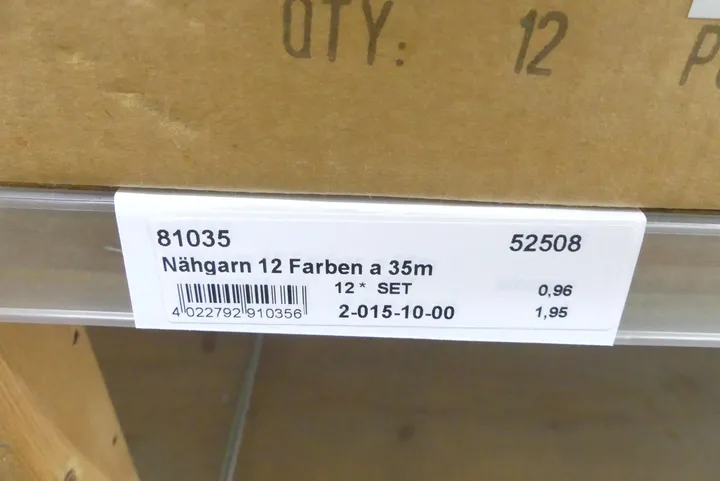 QTY: 12
81035 52508
Nähgarn 12 Farben a 35m
12 * SET 0,96
4 022792 910356 2-015-10-00 1,95